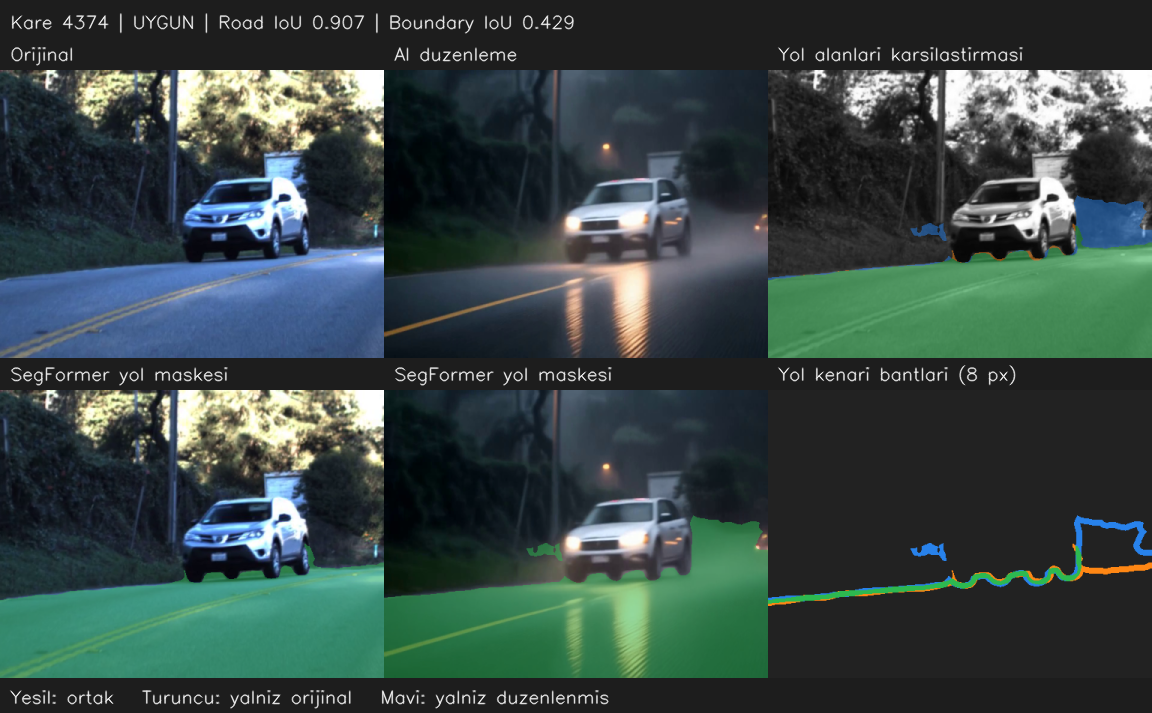 Kare 4374 | UYGUN | Road IoU 0.907 | Boundary IoU 0.429
Orijinal
AI duzenleme
Yol alanlari karsilastirmasi
SegFormer yol maskesi
SegFormer yol maskesi
Yol kenari bantlari (8 px)
Yesil: ortak Turuncu: yalniz orijinal Mavi: yalniz duzenlenmis